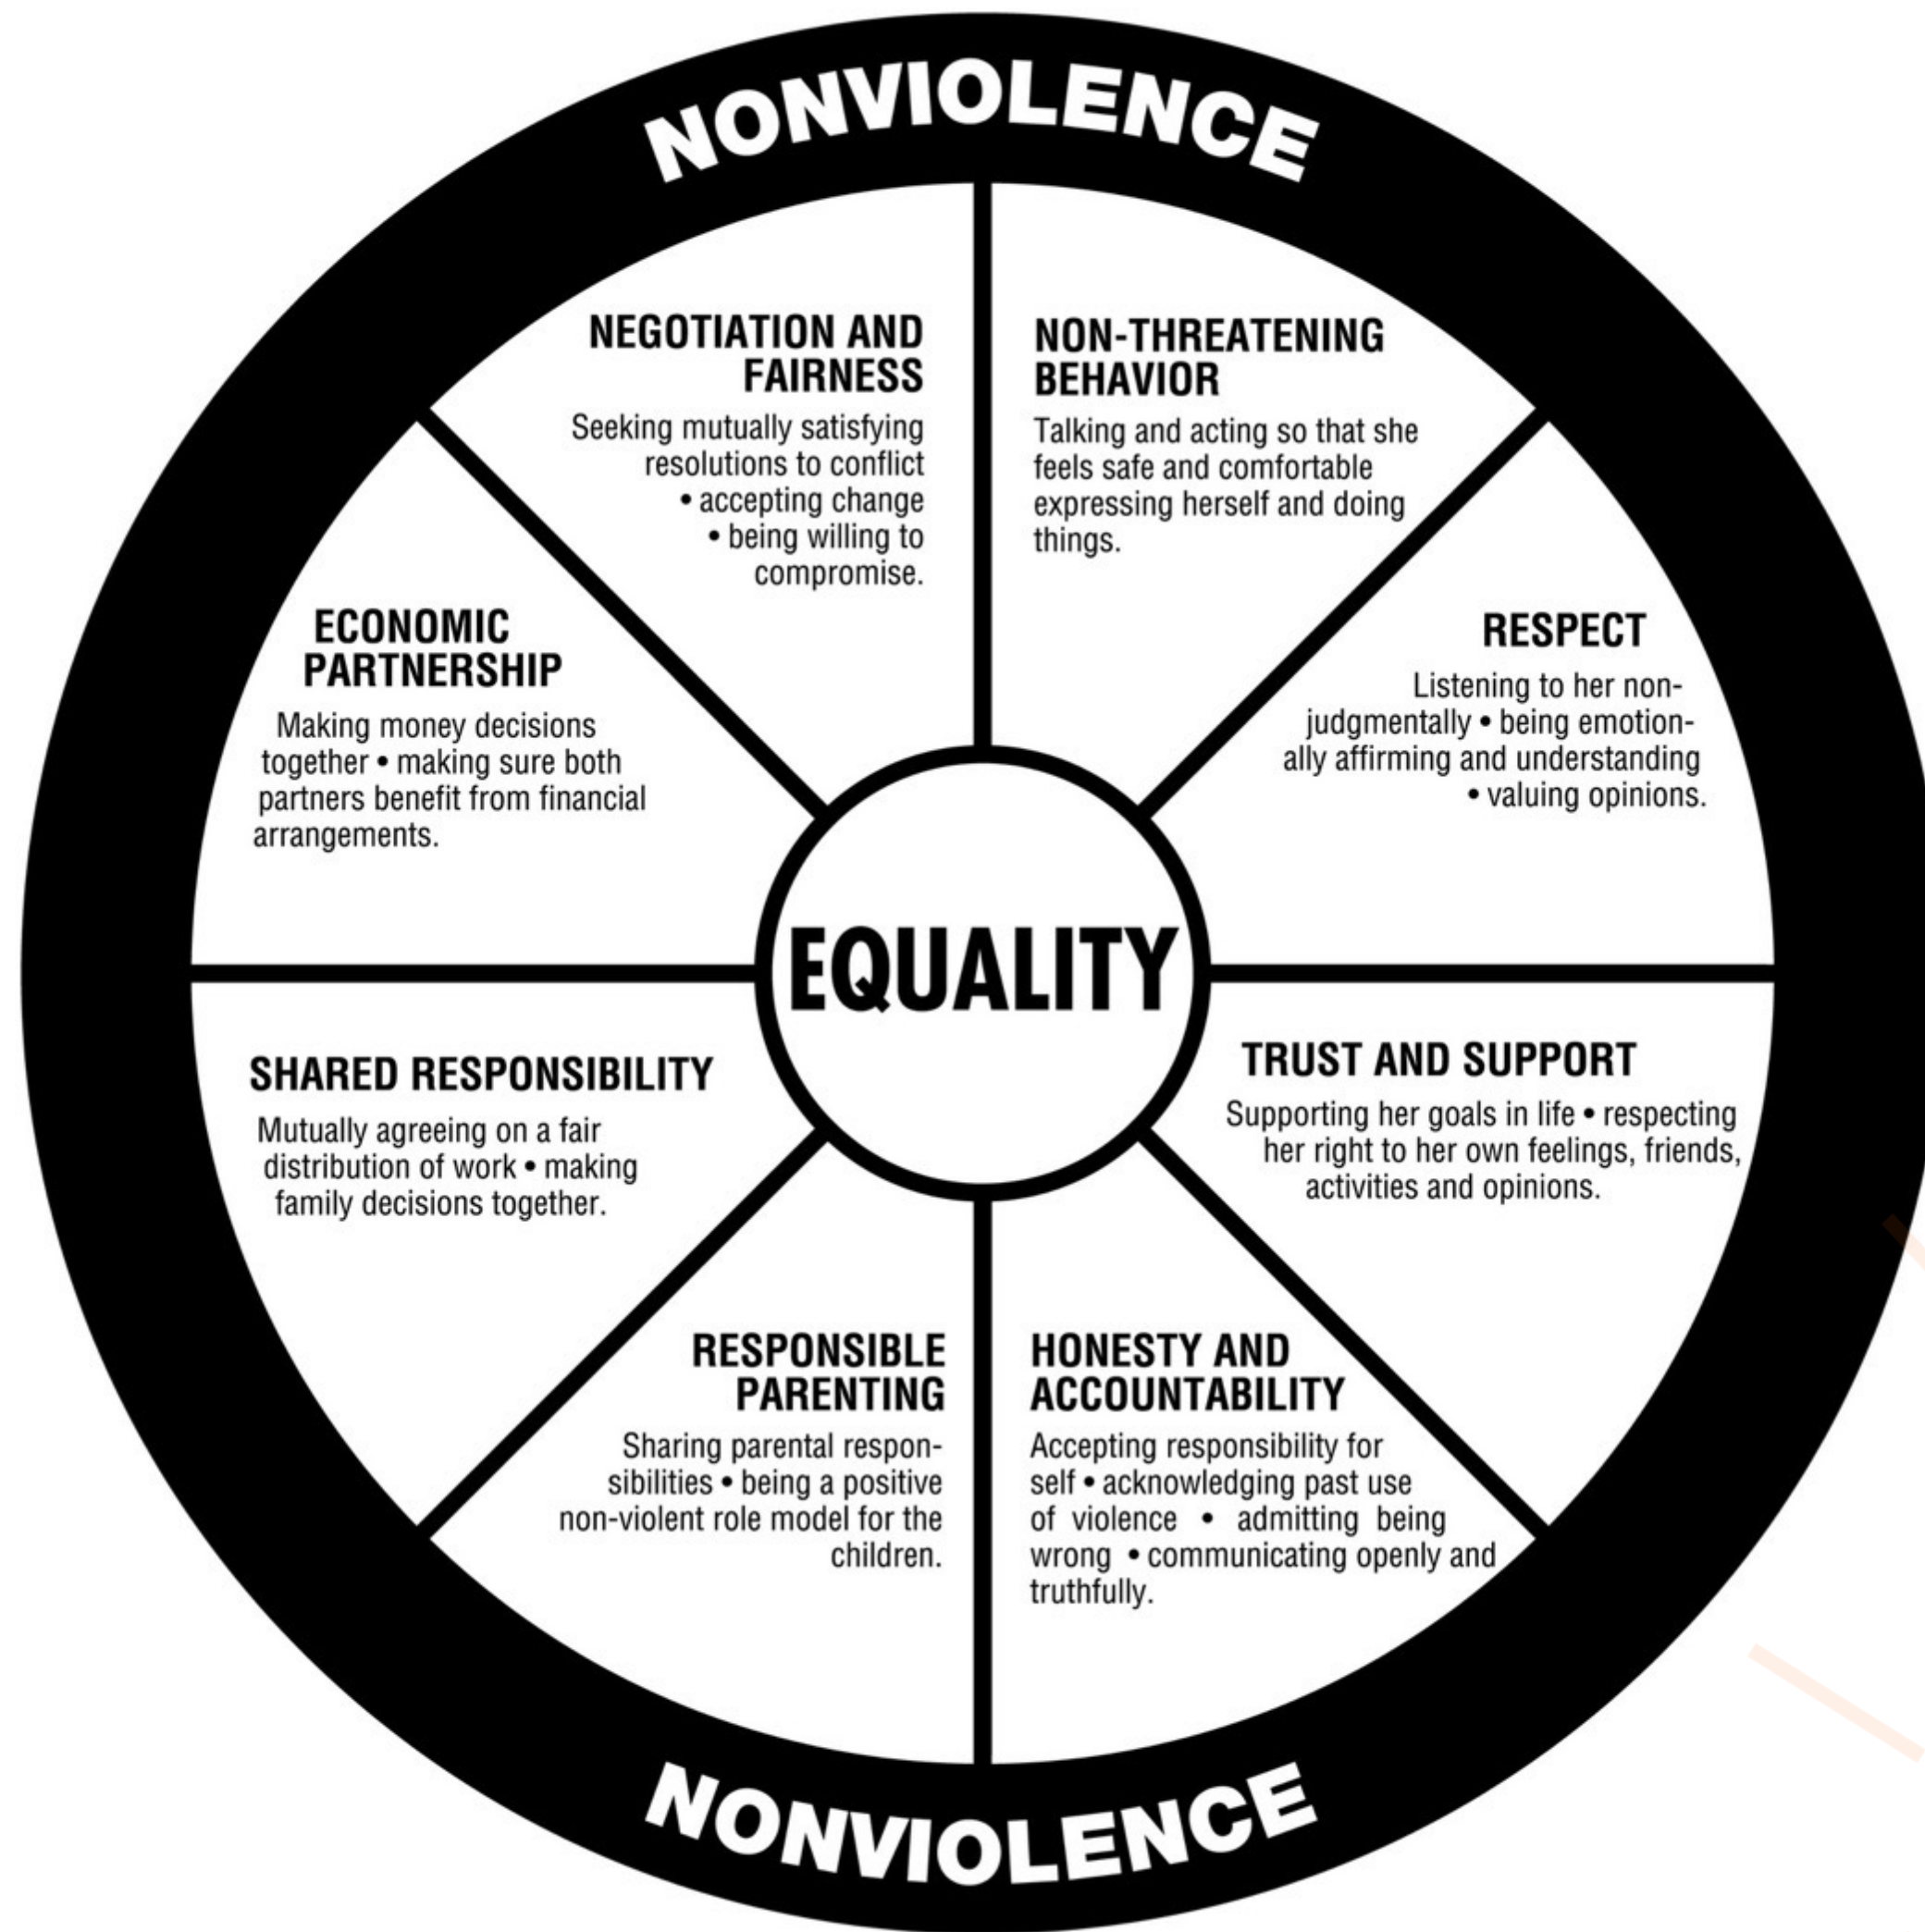 NONVIOLENCE
NEGOTIATION AND
FAIRNESS
Seeking mutually satisfying
resolutions to conflict
• accepting change
• being willing to
compromise.
NON-THREATENING
BEHAVIOR
Talking and acting so that she
feels safe and comfortable
expressing herself and doing
things.
ECONOMIC
PARTNERSHIP
Making money decisions
together • making sure both
partners benefit from financial
arrangements.
RESPECT
Listening to her non-
judgmentally • being emotion-
ally affirming and understanding
• valuing opinions.
EQUALITY
SHARED RESPONSIBILITY
Mutually agreeing on a fair
distribution of work • making
family decisions together.
TRUST AND SUPPORT
Supporting her goals in life • respecting
her right to her own feelings, friends,
activities and opinions.
RESPONSIBLE
PARENTING
Sharing parental respon-
sibilities • being a positive
non-violent role model for the
children.
HONESTY AND
ACCOUNTABILITY
Accepting responsibility for
self • acknowledging past use
of violence • admitting being
wrong • communicating openly and
truthfully.
NONVIOLENCE